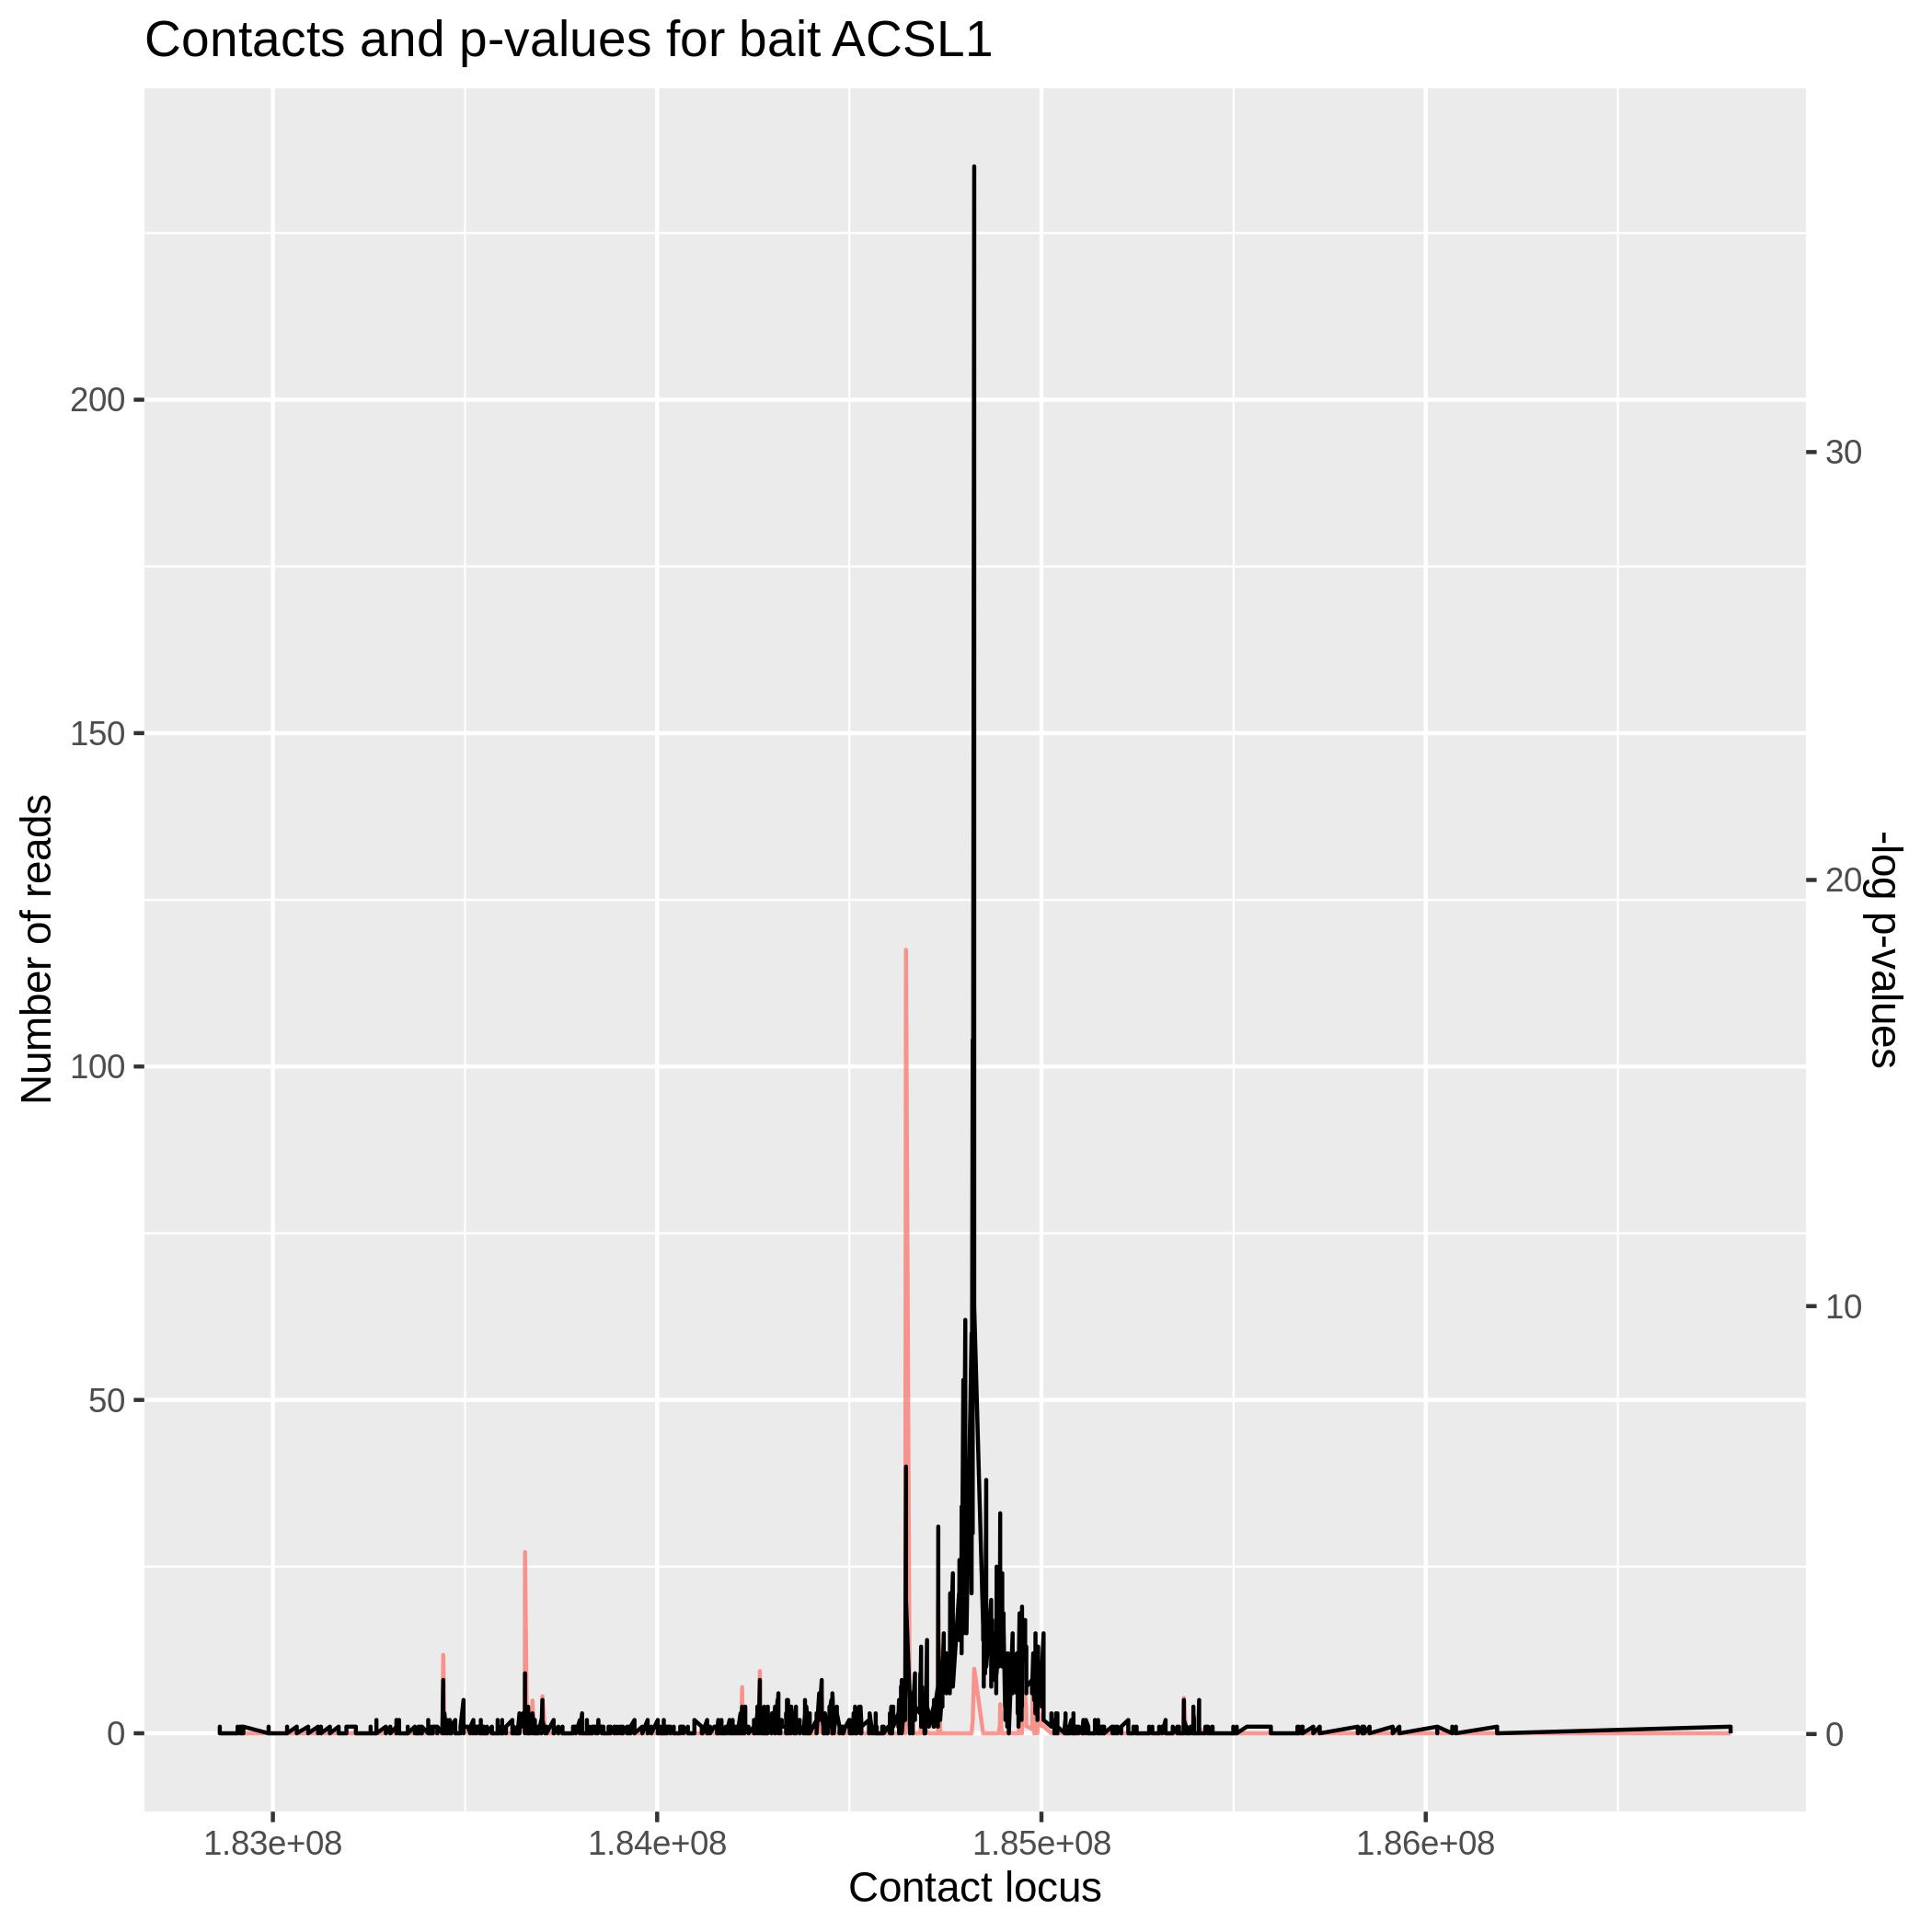 Contacts and p-values for bait ACSL1
Number of reads
200
150
100
50
0
30
20
10
0
-log p-values
1.83e+08 1.84e+08 1.85e+08 1.86e+08
Contact locus